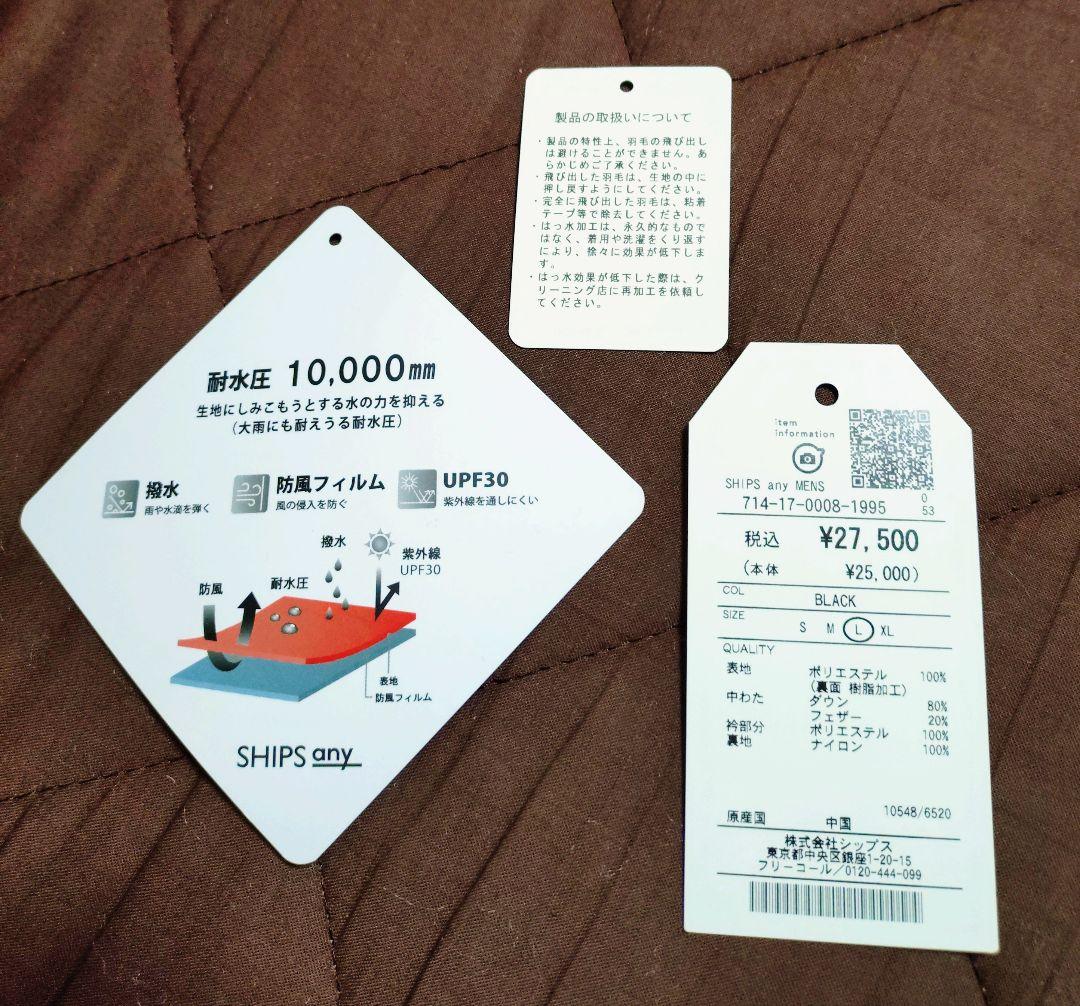 製品の取扱いについて
・製品の特性上、羽毛の飛び出し
は避けることができません。あ
らかじめご了承ください。
・飛び出した羽毛は、生地の中に
押し戻すようにしてください。
・完全に飛び出した羽毛は、粘着
テープ等で除去してください。
・はっ水加工は、永久的なもので
はなく、着用や洗濯をくり返す
により、徐々に効果が低下しま
す。
・はっ水効果が低下した際は、ク
リーニング店に再加工を依頼し
てください。
耐水圧 10,000mm
生地にしみこもうとする水の力を抑える
(大雨にも耐えうる耐水圧)
撥水
雨や水滴を弾く
防風フィルム
風の侵入を防ぐ
UPF30
紫外線を通しにくい
撥水
紫外線
UPF30
耐水圧
防風
表地
防風フィルム
SHIPS any
item
information
SHIPS any MENS
714-17-0008-1995
0
53
税込 ¥27,500
(本体 ¥25,000)
COL
BLACK
SIZE
S M L XL
QUALITY
表地 ポリエステル 100%
(裏面 樹脂加工)
中わた ダウン 80%
フェザー 20%
衿部分 ポリエステル 100%
裏地 ナイロン 100%
10548/6520
原産国 中国
株式会社シップス
東京都中央区銀座1-20-15
フリーコール/0120-444-099